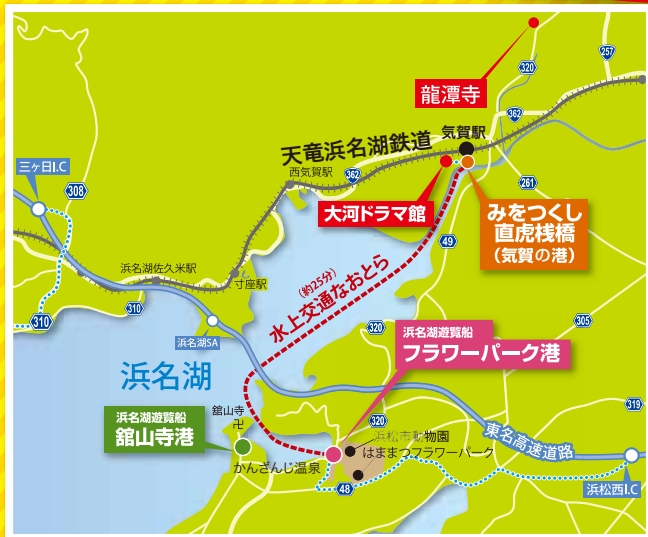 320
257
龍潭寺
362
気賀駅
天竜浜名湖鉄道
西気賀駅
362
261
三ヶ日I.C
308
大河ドラマ館
みをつくし
直虎桟橋
(気賀の港)
49
浜名湖佐久米駅
寸座駅
310
310
(約25分)
水上交通なおとら
浜名湖SA
320
305
浜名湖
浜名湖遊覧船
フラワーパーク港
浜名湖遊覧船
舘山寺港
舘山寺
卍
かんざんじ温泉
320
浜松市動物園
はままつフラワーパーク
東名高速道路
319
48
浜松西I.C